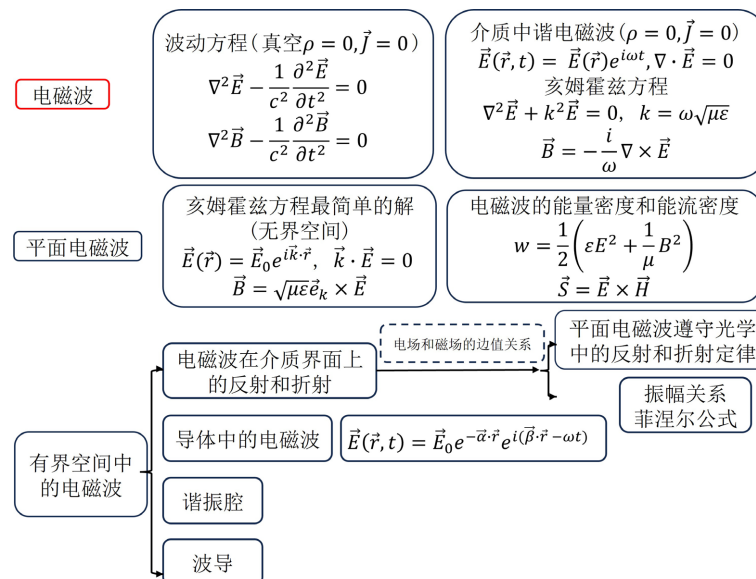 电磁波
波动方程(真空ρ = 0, J⃗ = 0)
∇²E⃗ − 1/c² ∂²E⃗/∂t² = 0
∇²B⃗ − 1/c² ∂²B⃗/∂t² = 0
介质中谐电磁波(ρ = 0, J⃗ = 0)
E⃗(r⃗, t) = E⃗(r⃗)e^{iωt}, ∇ · E⃗ = 0
亥姆霍兹方程
∇²E⃗ + k²E⃗ = 0, k = ω√με
B⃗ = −i/ω ∇ × E⃗
平面电磁波
亥姆霍兹方程最简单的解
(无界空间)
E⃗(r⃗) = E⃗₀e^{ik⃗·r⃗}, k⃗ · E⃗ = 0
B⃗ = √με e⃗ₖ × E⃗
电磁波的能量密度和能流密度
w = 1/2 (εE² + 1/μ B²)
S⃗ = E⃗ × H⃗
有界空间中
的电磁波
电磁波在介质界面上
的反射和折射
电场和磁场的边值关系
平面电磁波遵守光学
中的反射和折射定律
振幅关系
菲涅尔公式
导体中的电磁波
E⃗(r⃗, t) = E⃗₀e^{−α⃗·r⃗}e^{i(β⃗·r⃗−ωt)}
谐振腔
波导